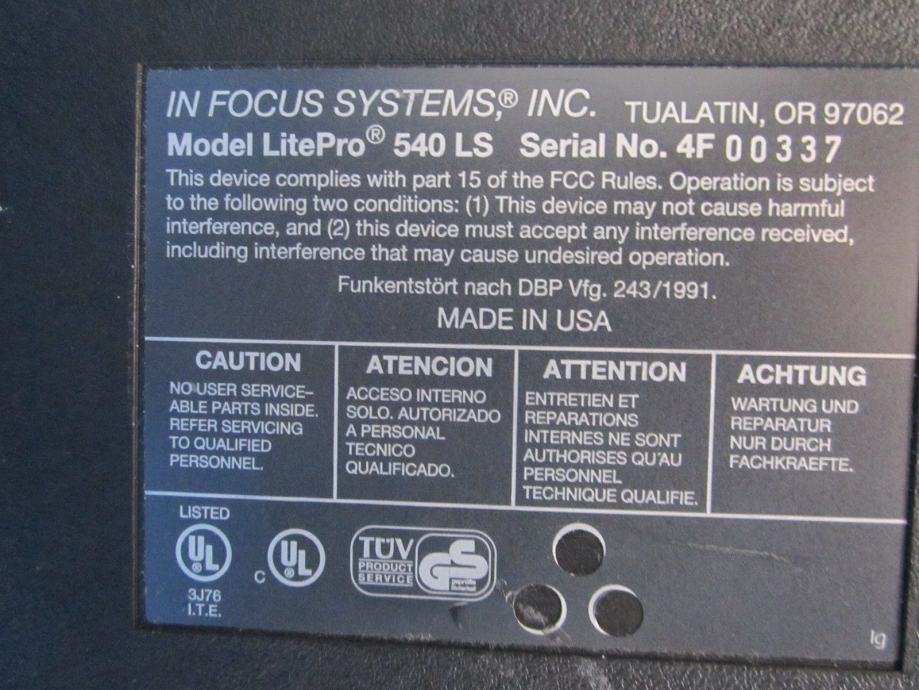 IN FOCUS SYSTEMS,® INC. TUALATIN, OR 97062
Model LitePro® 540 LS Serial No. 4F 00337
This device complies with part 15 of the FCC Rules. Operation is subject
to the following two conditions: (1) This device may not cause harmful
interference, and (2) this device must accept any interference received,
including interference that may cause undesired operation.
Funkentstört nach DBP Vfg. 243/1991.
MADE IN USA
CAUTION
NO USER SERVICE–
ABLE PARTS INSIDE.
REFER SERVICING
TO QUALIFIED
PERSONNEL.
ATENCION
ACCESO INTERNO
SOLO. AUTORIZADO
A PERSONAL
TECNICO
QUALIFICADO.
ATTENTION
ENTRETIEN ET
REPARATIONS
INTERNES NE SONT
AUTHORISES QU'AU
PERSONNEL
TECHNIQUE QUALIFIE.
ACHTUNG
WARTUNG UND
REPARATUR
NUR DURCH
FACHKRAEFTE.
LISTED
UL®
3J76
I.T.E.
C UL®
TÜV
PRODUCT
SERVICE
GS
lg